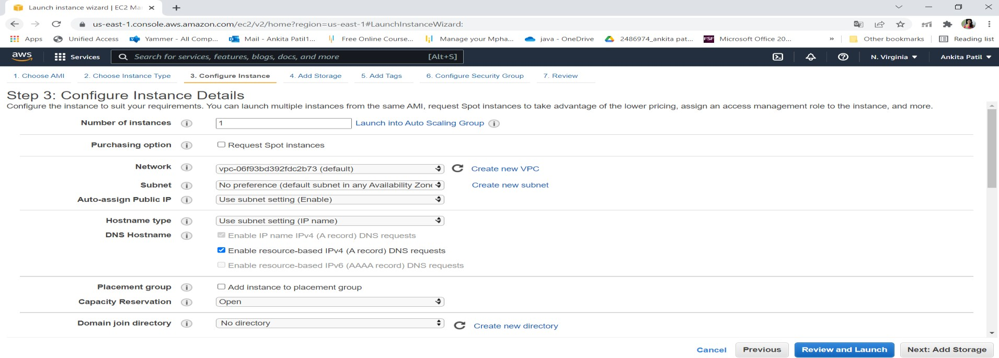 Launch instance wizard | EC2 Ma
us-east-1.console.aws.amazon.com/ec2/v2/home?region=us-east-1#LaunchInstanceWizard:
Apps Unified Access Yammer - All Comp... Mail - Ankita Patil1... Free Online Course... Manage your Mpha... java - OneDrive 2486974_ankita pat... FSF Microsoft Office 20... » Other bookmarks Reading list
aws Services Search for services, features, blogs, docs, and more [Alt+S] N. Virginia Ankita Patil
1. Choose AMI 2. Choose Instance Type 3. Configure Instance 4. Add Storage 5. Add Tags 6. Configure Security Group 7. Review
Step 3: Configure Instance Details
Configure the instance to suit your requirements. You can launch multiple instances from the same AMI, request Spot instances to take advantage of the lower pricing, assign an access management role to the instance, and more.
Number of instances i 1 Launch into Auto Scaling Group i
Purchasing option i Request Spot instances
Network i vpc-06f93bd392fdc2b73 (default) Create new VPC
Subnet i No preference (default subnet in any Availability Zone Create new subnet
Auto-assign Public IP i Use subnet setting (Enable)
Hostname type i Use subnet setting (IP name)
DNS Hostname i Enable IP name IPv4 (A record) DNS requests
Enable resource-based IPv4 (A record) DNS requests
Enable resource-based IPv6 (AAAA record) DNS requests
Placement group i Add instance to placement group
Capacity Reservation i Open
Domain join directory i No directory Create new directory
Cancel Previous Review and Launch Next: Add Storage